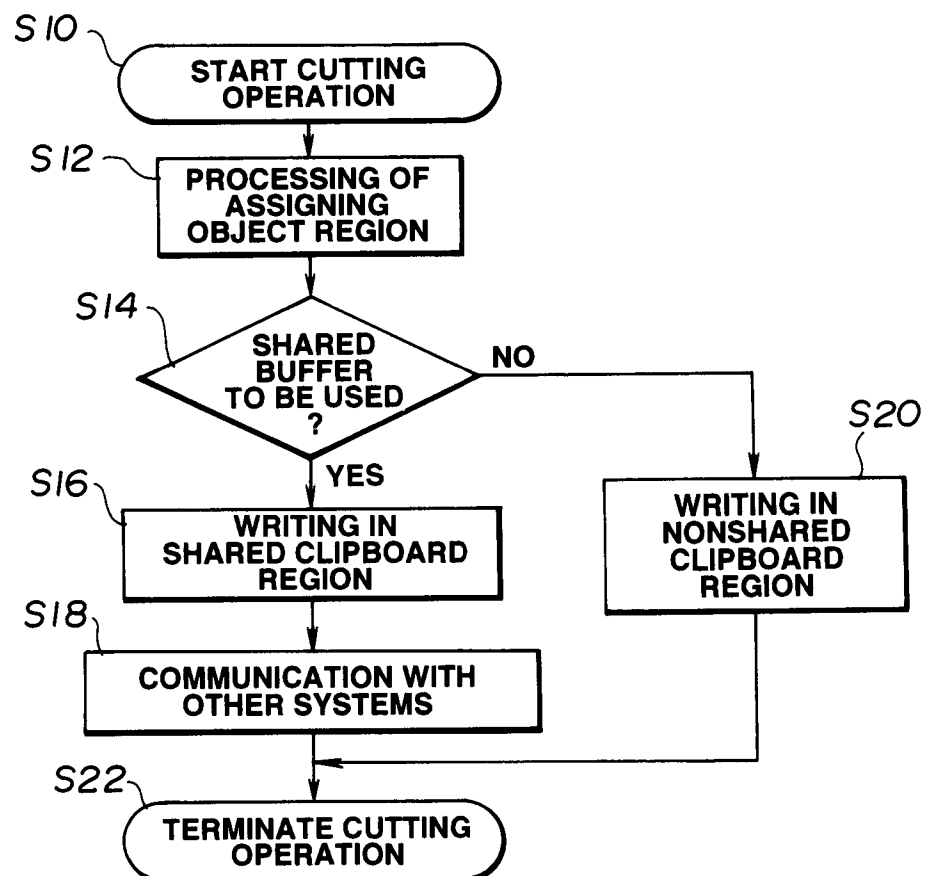 S10
START CUTTING
OPERATION
S12
PROCESSING OF
ASSIGNING
OBJECT REGION
S14
SHARED
BUFFER
TO BE USED
?
NO
YES
S16
WRITING IN
SHARED CLIPBOARD
REGION
S20
WRITING IN
NONSHARED
CLIPBOARD
REGION
S18
COMMUNICATION WITH
OTHER SYSTEMS
S22
TERMINATE CUTTING
OPERATION